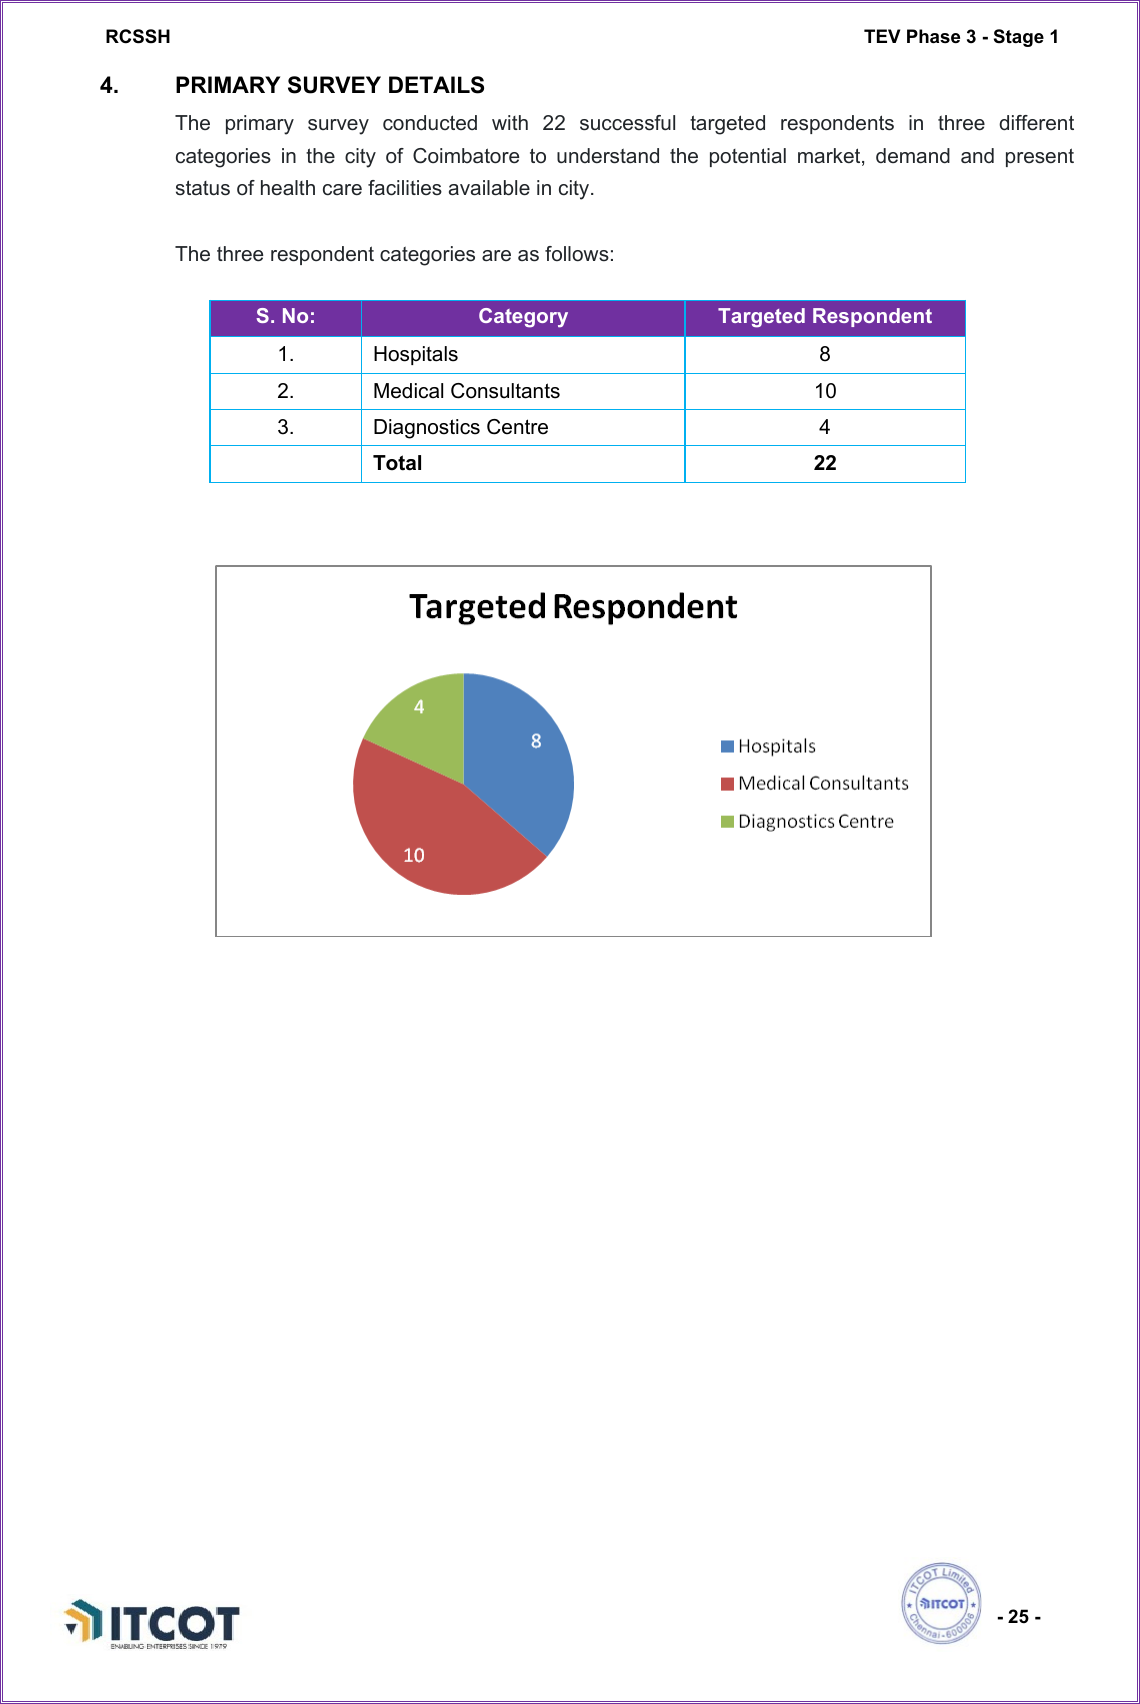 RCSSH TEV Phase 3 - Stage 1
4. PRIMARY SURVEY DETAILS
The primary survey conducted with 22 successful targeted respondents in three different
categories in the city of Coimbatore to understand the potential market, demand and present
status of health care facilities available in city.
The three respondent categories are as follows:
S. No: Category Targeted Respondent
1. Hospitals 8
2. Medical Consultants 10
3. Diagnostics Centre 4
Total 22
Targeted Respondent
4
8
10
Hospitals
Medical Consultants
Diagnostics Centre
ITCOT Limited
ITCOT
Chennai - 600006
- 25 -
ITCOT
ENABLING ENTERPRISES SINCE 1979